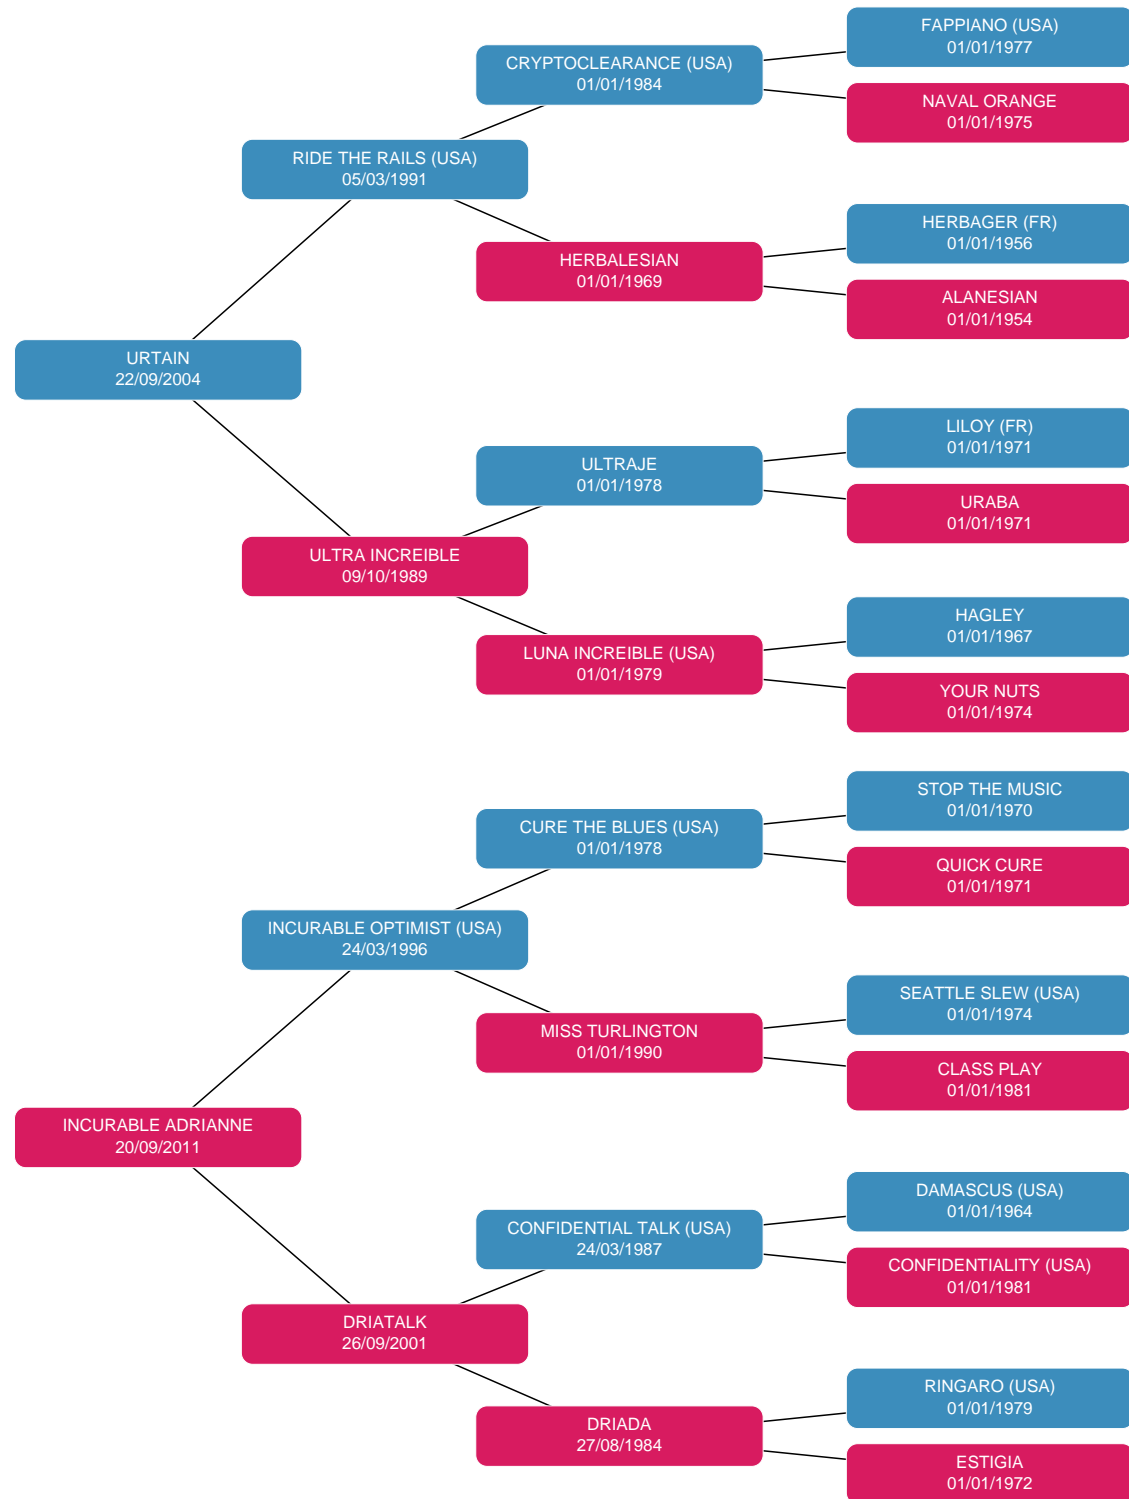 FAPPIANO (USA)
01/01/1977
CRYPTOCLEARANCE (USA)
01/01/1984
NAVAL ORANGE
01/01/1975
RIDE THE RAILS (USA)
05/03/1991
HERBAGER (FR)
01/01/1956
HERBALESIAN
01/01/1969
ALANESIAN
01/01/1954
URTAIN
22/09/2004
LILOY (FR)
01/01/1971
ULTRAJE
01/01/1978
URABA
01/01/1971
ULTRA INCREIBLE
09/10/1989
HAGLEY
01/01/1967
LUNA INCREIBLE (USA)
01/01/1979
YOUR NUTS
01/01/1974
STOP THE MUSIC
01/01/1970
CURE THE BLUES (USA)
01/01/1978
QUICK CURE
01/01/1971
INCURABLE OPTIMIST (USA)
24/03/1996
SEATTLE SLEW (USA)
01/01/1974
MISS TURLINGTON
01/01/1990
CLASS PLAY
01/01/1981
INCURABLE ADRIANNE
20/09/2011
DAMASCUS (USA)
01/01/1964
CONFIDENTIAL TALK (USA)
24/03/1987
CONFIDENTIALITY (USA)
01/01/1981
DRIATALK
26/09/2001
RINGARO (USA)
01/01/1979
DRIADA
27/08/1984
ESTIGIA
01/01/1972